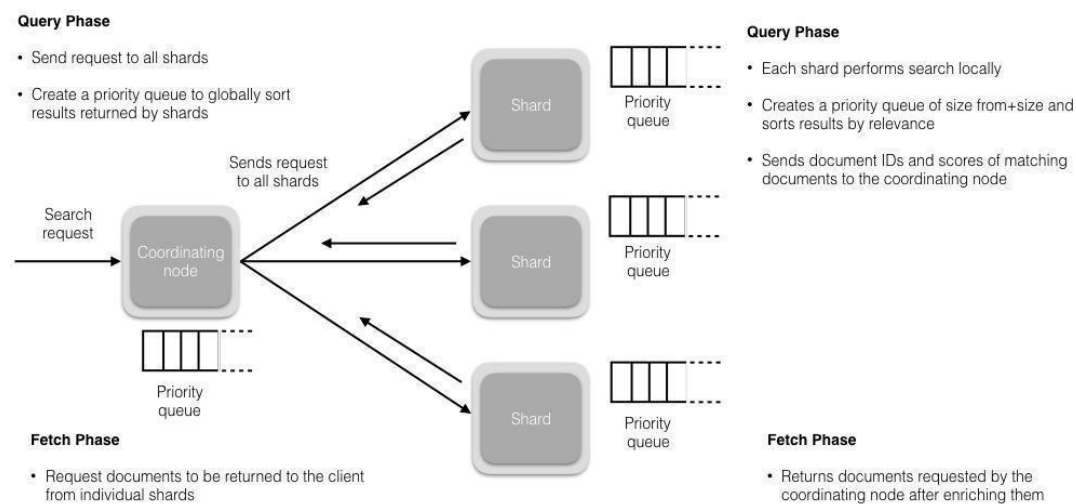 Query Phase
• Send request to all shards
• Create a priority queue to globally sort
results returned by shards
Search
request
Coordinating
node
Priority
queue
Sends request
to all shards
Shard
Priority
queue
Shard
Priority
queue
Shard
Priority
queue
Query Phase
• Each shard performs search locally
• Creates a priority queue of size from+size and
sorts results by relevance
• Sends document IDs and scores of matching
documents to the coordinating node
Fetch Phase
• Request documents to be returned to the client
from individual shards
Fetch Phase
• Returns documents requested by the
coordinating node after enriching them